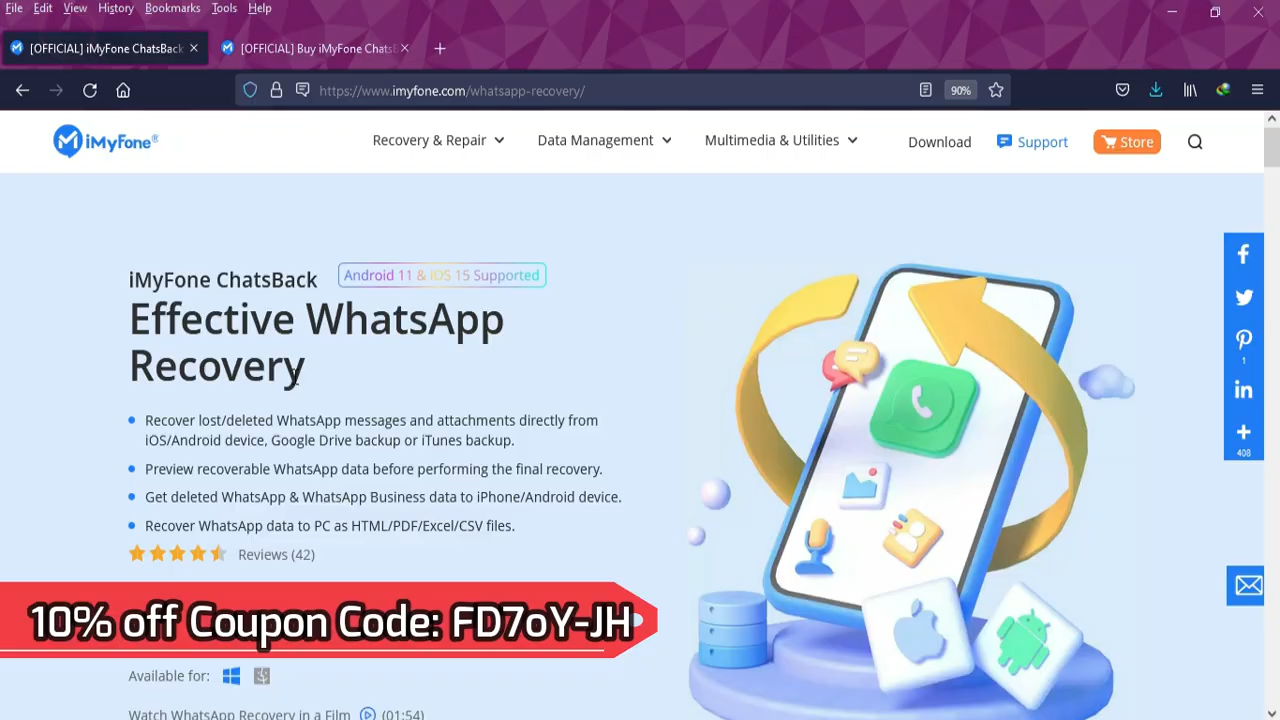 File Edit View History Bookmarks Tools Help
[OFFICIAL] iMyFone ChatsBack
[OFFICIAL] Buy iMyFone Chats
https://www.imyfone.com/whatsapp-recovery/
90%
iMyFone®
Recovery & Repair
Data Management
Multimedia & Utilities
Download
Support
Store
iMyFone ChatsBack
Android 11 & iOS 15 Supported
Effective WhatsApp
Recovery
Recover lost/deleted WhatsApp messages and attachments directly from
iOS/Android device, Google Drive backup or iTunes backup.
Preview recoverable WhatsApp data before performing the final recovery.
Get deleted WhatsApp & WhatsApp Business data to iPhone/Android device.
Recover WhatsApp data to PC as HTML/PDF/Excel/CSV files.
Reviews (42)
10% off Coupon Code: FD7oY-JH
Available for:
Watch WhatsApp Recovery in a Film (01:54)
1
408